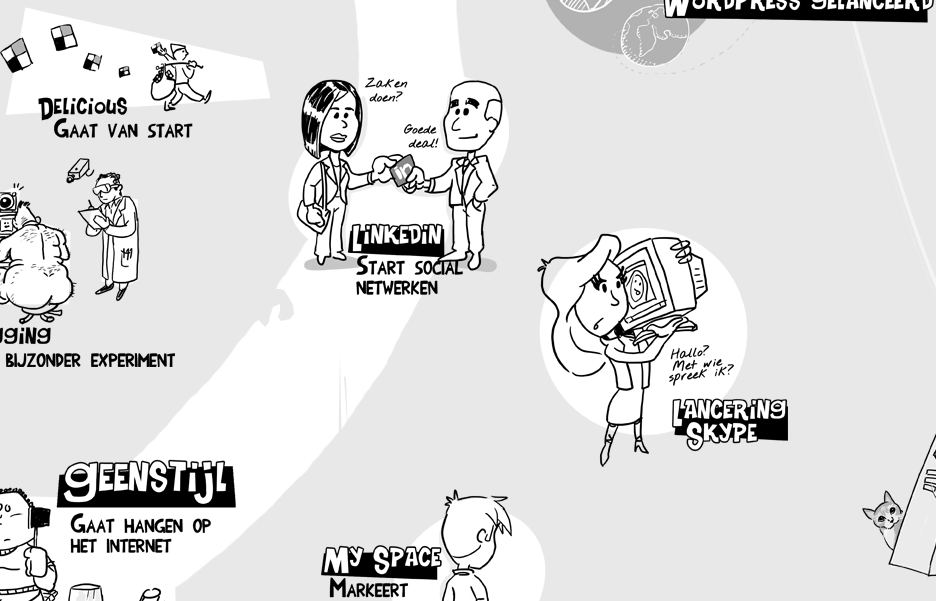 WORDPRESS GELANCEERD
DELICIOUS
GAAT VAN START
Zaken
doen?
Goede
deal!
in
LINKEDIN
START SOCIAL
NETWERKEN
BIJZONDER EXPERIMENT
Hallo?
Met wie
spreek ik?
LANCERING
SKYPE
GEENSTIJL
GAAT HANGEN OP
HET INTERNET
MY SPACE
MARKEERT